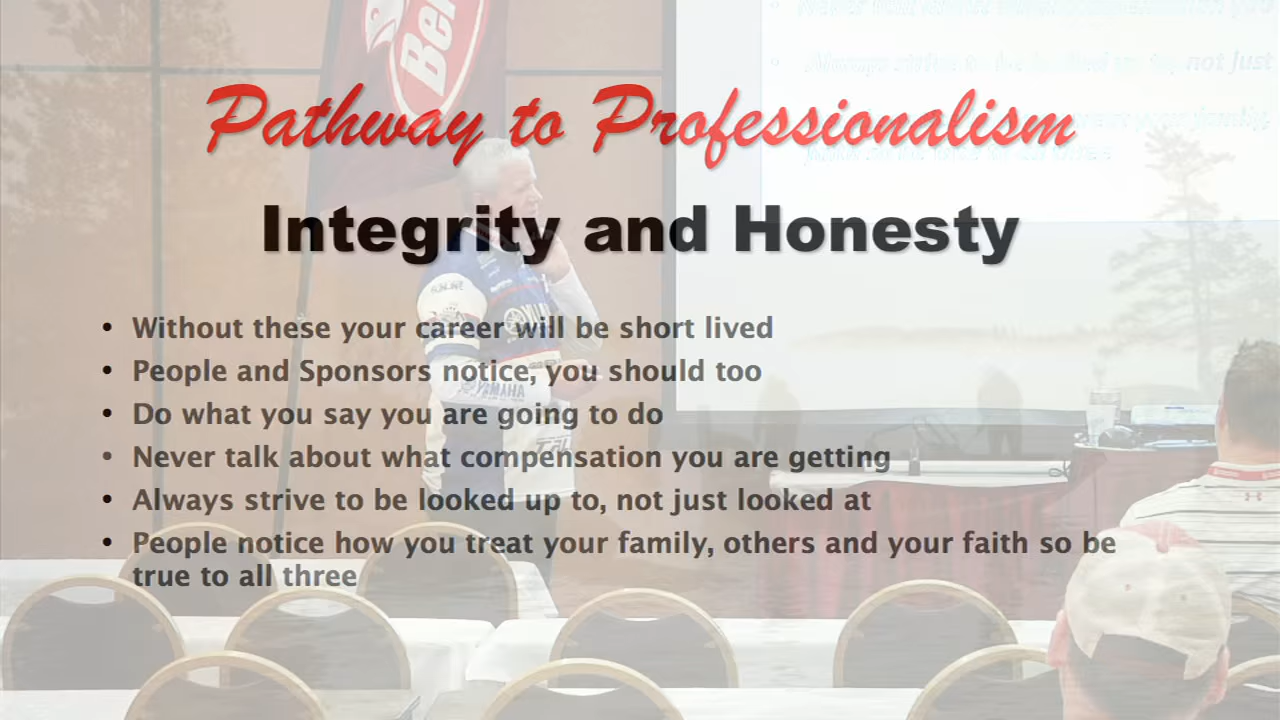 Pathway to Professionalism
Integrity and Honesty
• Without these your career will be short lived
• People and Sponsors notice, you should too
• Do what you say you are going to do
• Never talk about what compensation you are getting
• Always strive to be looked up to, not just looked at
• People notice how you treat your family, others and your faith so be
true to all three
not just
YAMAHA